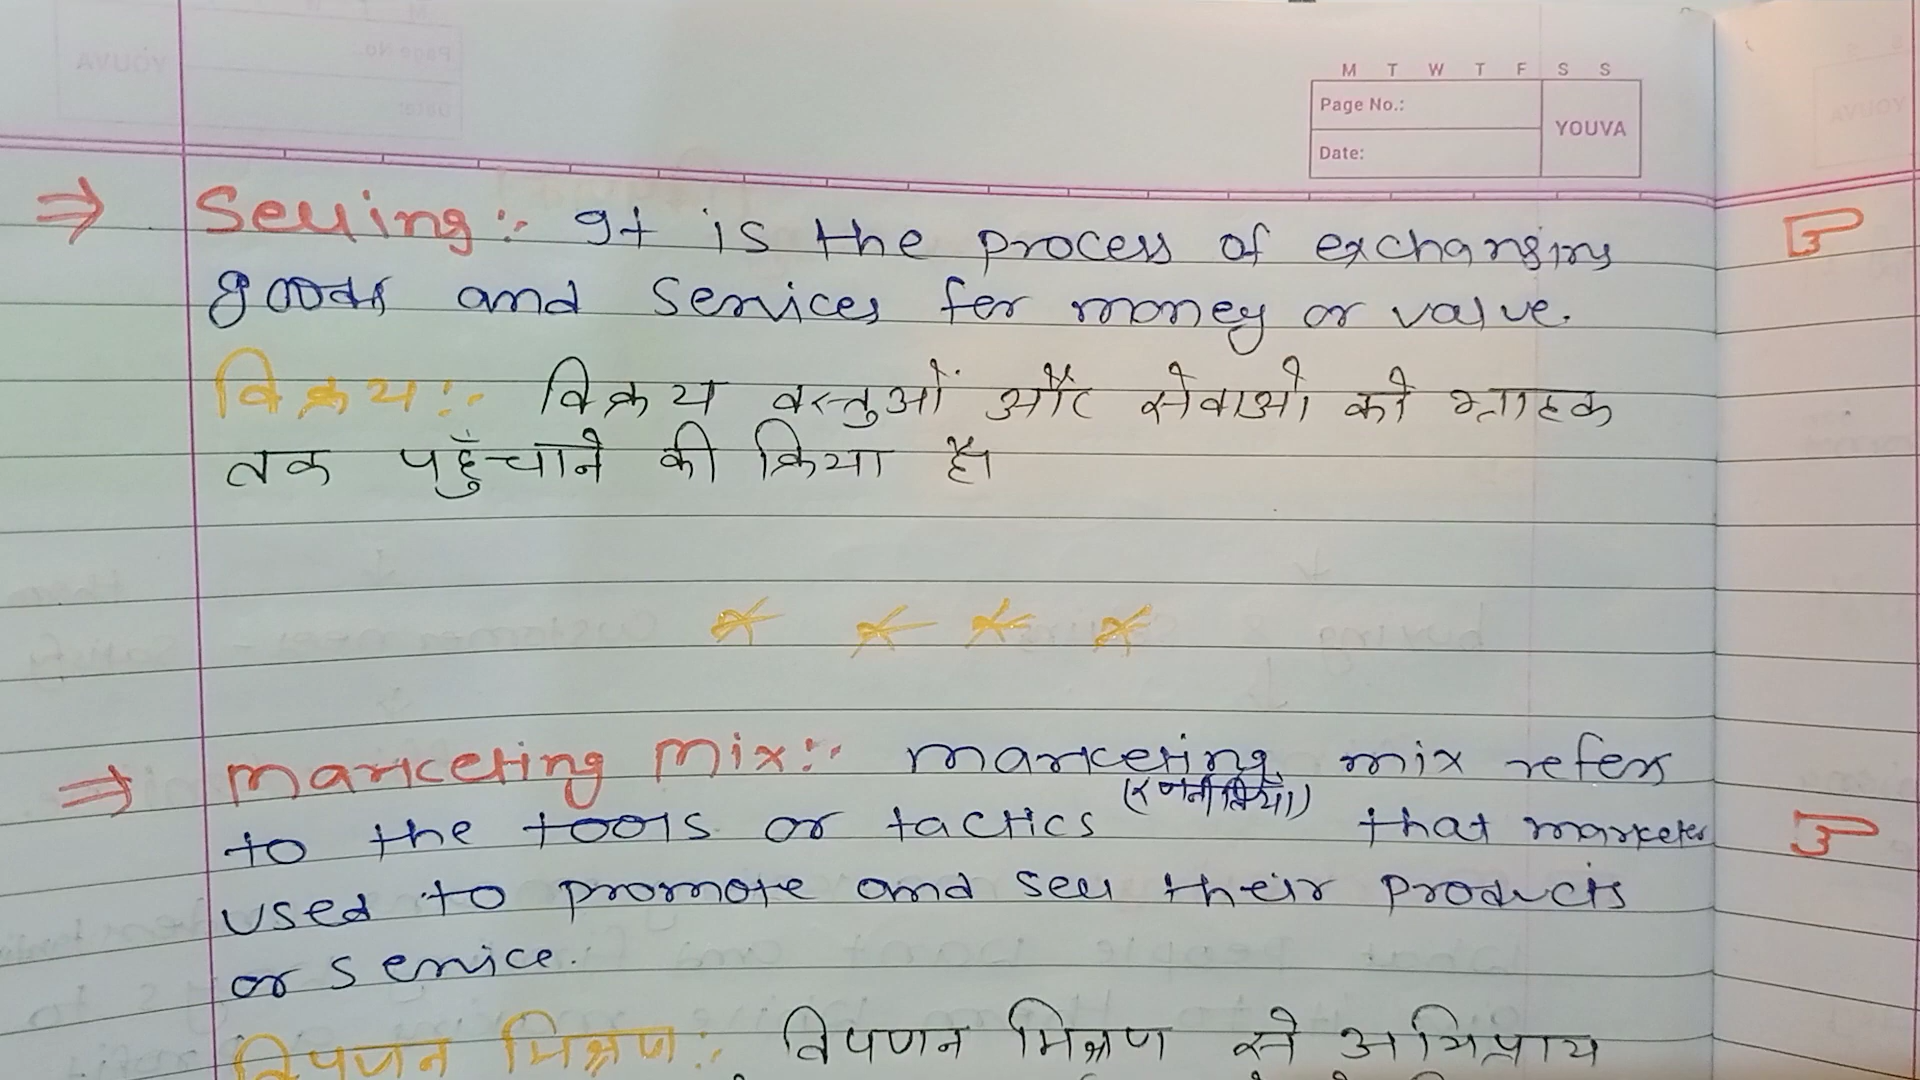 M T W T F S S
Page No.:
YOUVA
Date:
⇒ Selling:- It is the process of exchanging
goods and services for money or value.
विक्रय:- विक्रय वस्तुओं और सेवाओ को ग्राहक
तक पहुँचाने की क्रिया है।
⇒ Marketing Mix:- Marketing mix refers
(रणनीतियां)
to the tools or tactics that marketer
used to promote and sell their products
or service.
विपणन मिश्रण:- विपणन मिश्रण से अभिप्राय